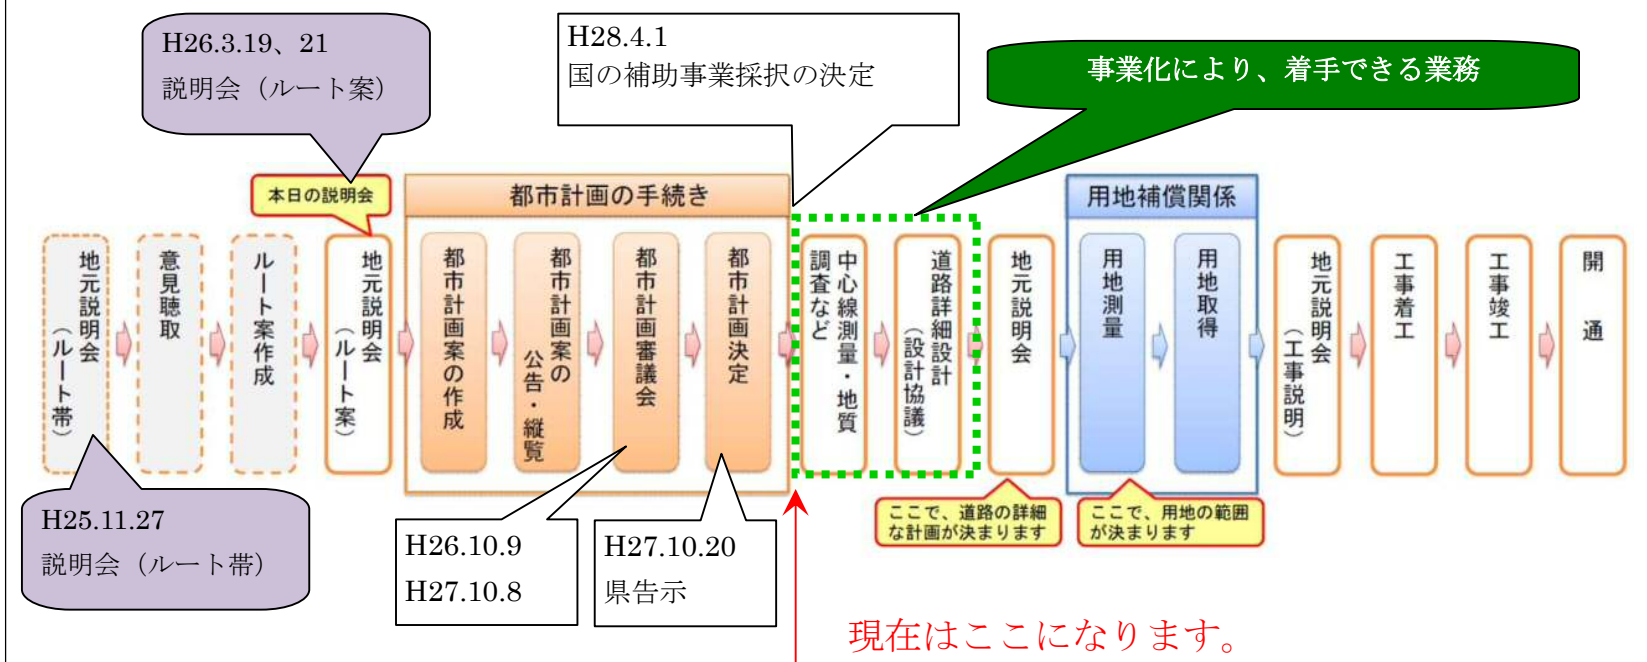 H26.3.19、21
説明会（ルート案）
H28.4.1
国の補助事業採択の決定
事業化により、着手できる業務
本日の説明会
都市計画の手続き
用地補償関係
地元説明会
（ルート帯）
意見聴取
ルート案作成
地元説明会
（ルート案）
都市計画案の作成
都市計画案の
公告・縦覧
都市計画審議会
都市計画決定
中心線測量・地質
調査など
道路詳細設計
（設計協議）
地元説明会
用地測量
用地取得
地元説明会
（工事説明）
工事着工
工事竣工
開　通
ここで、道路の詳細
な計画が決まります
ここで、用地の範囲
が決まります
H25.11.27
説明会（ルート帯）
H26.10.9
H27.10.8
H27.10.20
県告示
現在はここになります。